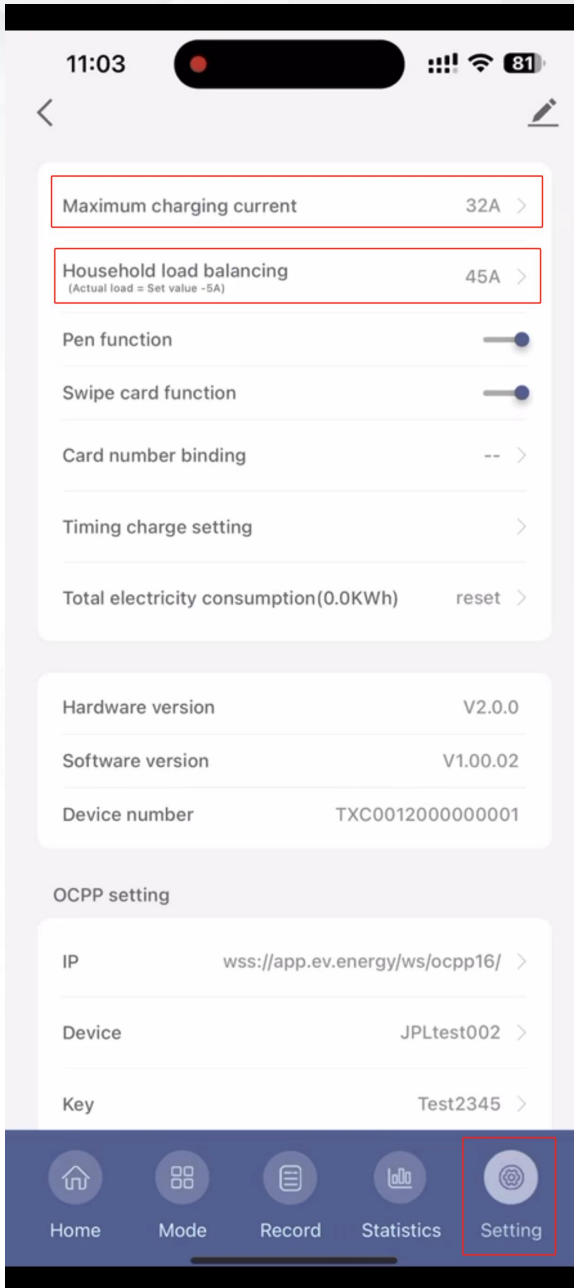 11:03
81
Maximum charging current 32A
Household load balancing 45A
(Actual load = Set value -5A)
Pen function
Swipe card function
Card number binding --
Timing charge setting
Total electricity consumption(0.0KWh) reset
Hardware version V2.0.0
Software version V1.00.02
Device number TXC0012000000001
OCPP setting
IP wss://app.ev.energy/ws/ocpp16/
Device JPLtest002
Key Test2345
Home Mode Record Statistics Setting